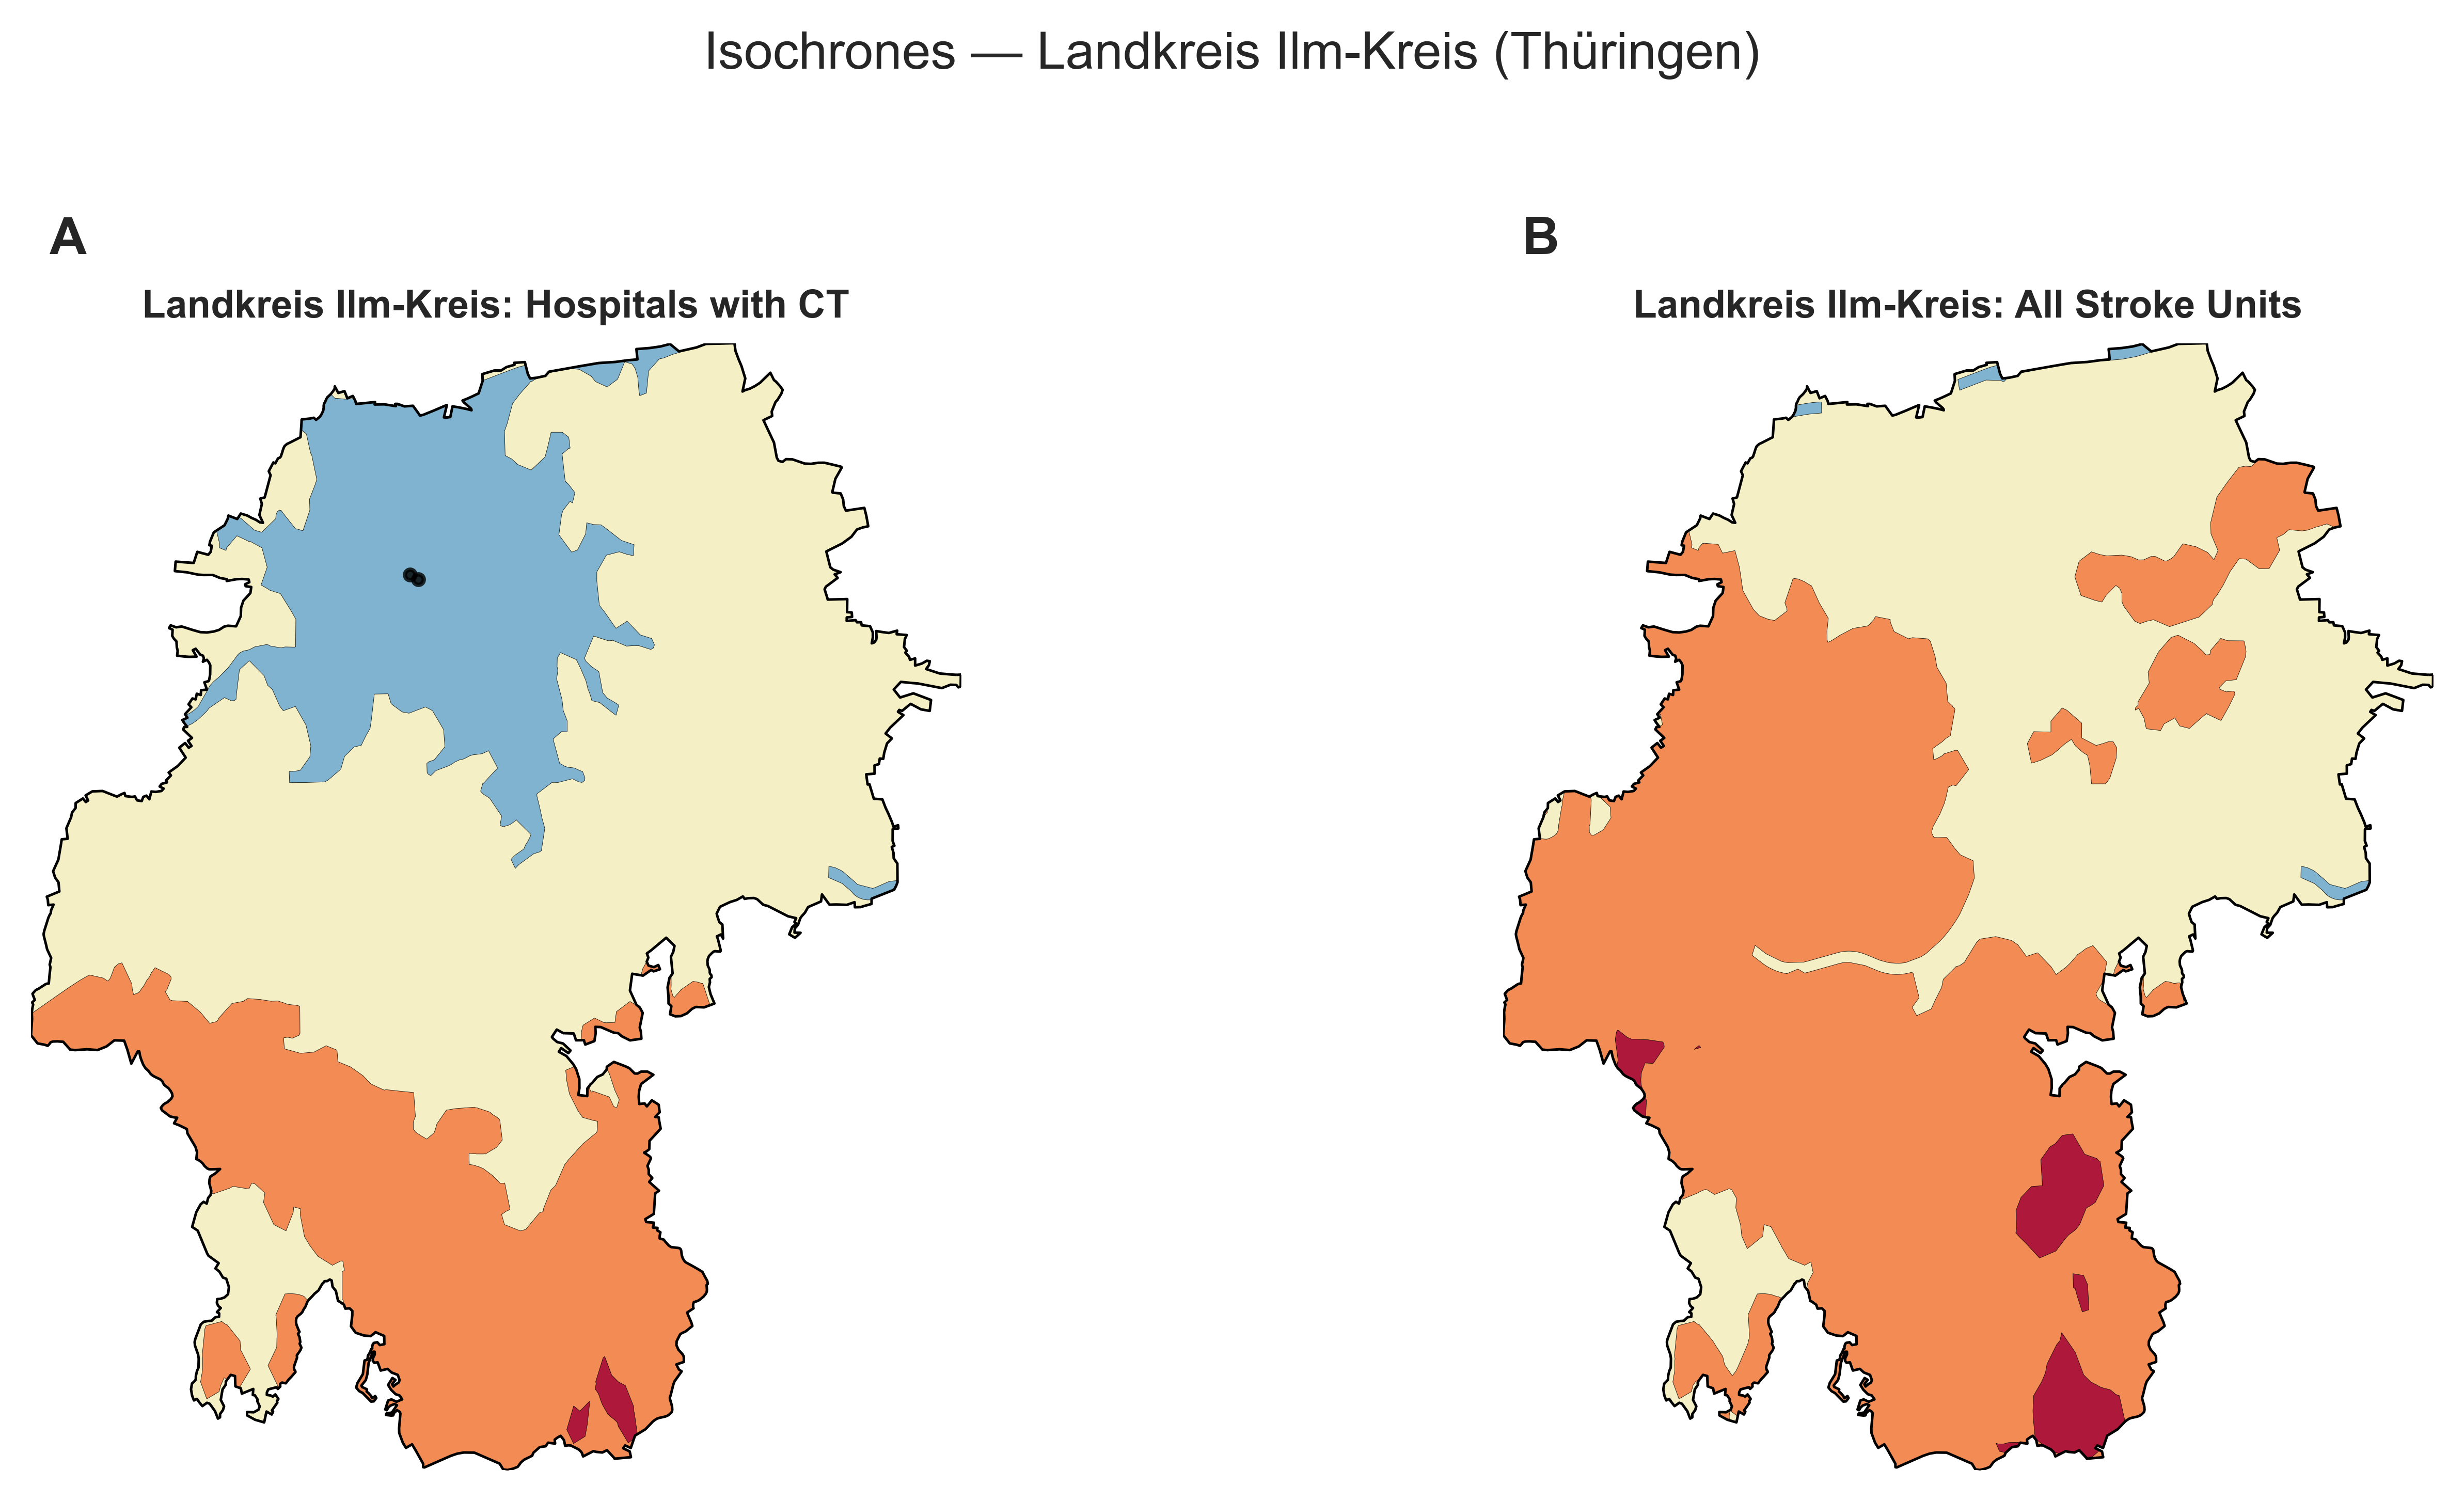 Isochrones — Landkreis Ilm-Kreis (Thüringen)
A
Landkreis Ilm-Kreis: Hospitals with CT
B
Landkreis Ilm-Kreis: All Stroke Units